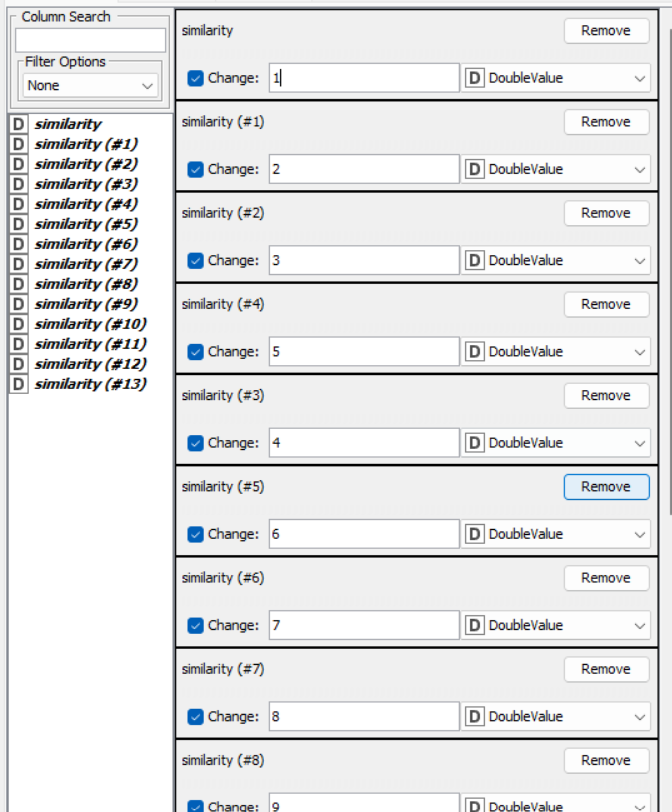 Column Search
Filter Options
None
D similarity
D similarity (#1)
D similarity (#2)
D similarity (#3)
D similarity (#4)
D similarity (#5)
D similarity (#6)
D similarity (#7)
D similarity (#8)
D similarity (#9)
D similarity (#10)
D similarity (#11)
D similarity (#12)
D similarity (#13)
similarity Remove
Change: 1 D DoubleValue
similarity (#1) Remove
Change: 2 D DoubleValue
similarity (#2) Remove
Change: 3 D DoubleValue
similarity (#4) Remove
Change: 5 D DoubleValue
similarity (#3) Remove
Change: 4 D DoubleValue
similarity (#5) Remove
Change: 6 D DoubleValue
similarity (#6) Remove
Change: 7 D DoubleValue
similarity (#7) Remove
Change: 8 D DoubleValue
similarity (#8) Remove
Change: 9 D DoubleValue